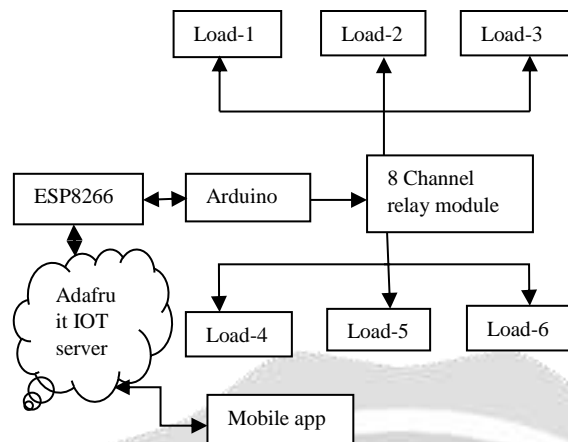 Load-1
Load-2
Load-3
ESP8266
Arduino
8 Channel
relay module
Adafru
it IOT
server
Load-4
Load-5
Load-6
Mobile app